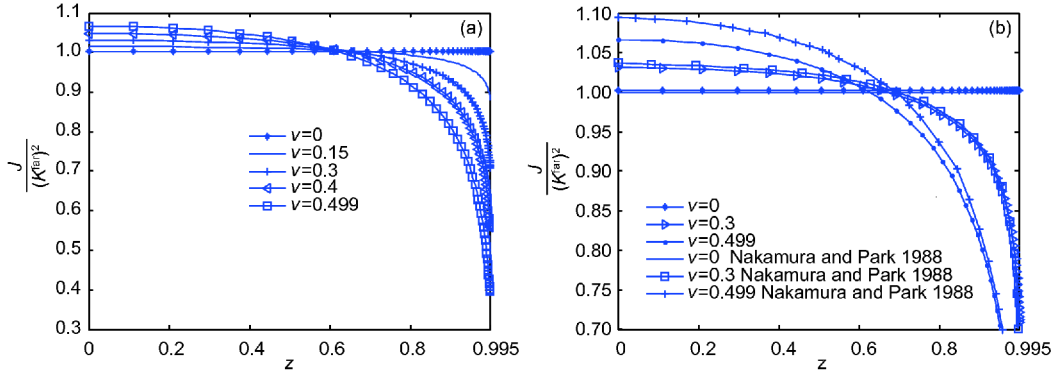 (a)
1.1
1.0
0.9
0.8
0.7
0.6
0.5
0.4
0.3
J
(K^far)^2
v=0
v=0.15
v=0.3
v=0.4
v=0.499
0 0.2 0.4 0.6 0.8 0.995
z
(b)
1.10
1.05
1.00
0.95
0.90
0.85
0.80
0.75
0.70
J
(K^far)^2
v=0
v=0.3
v=0.499
v=0 Nakamura and Park 1988
v=0.3 Nakamura and Park 1988
v=0.499 Nakamura and Park 1988
0 0.2 0.4 0.6 0.8 0.995
z